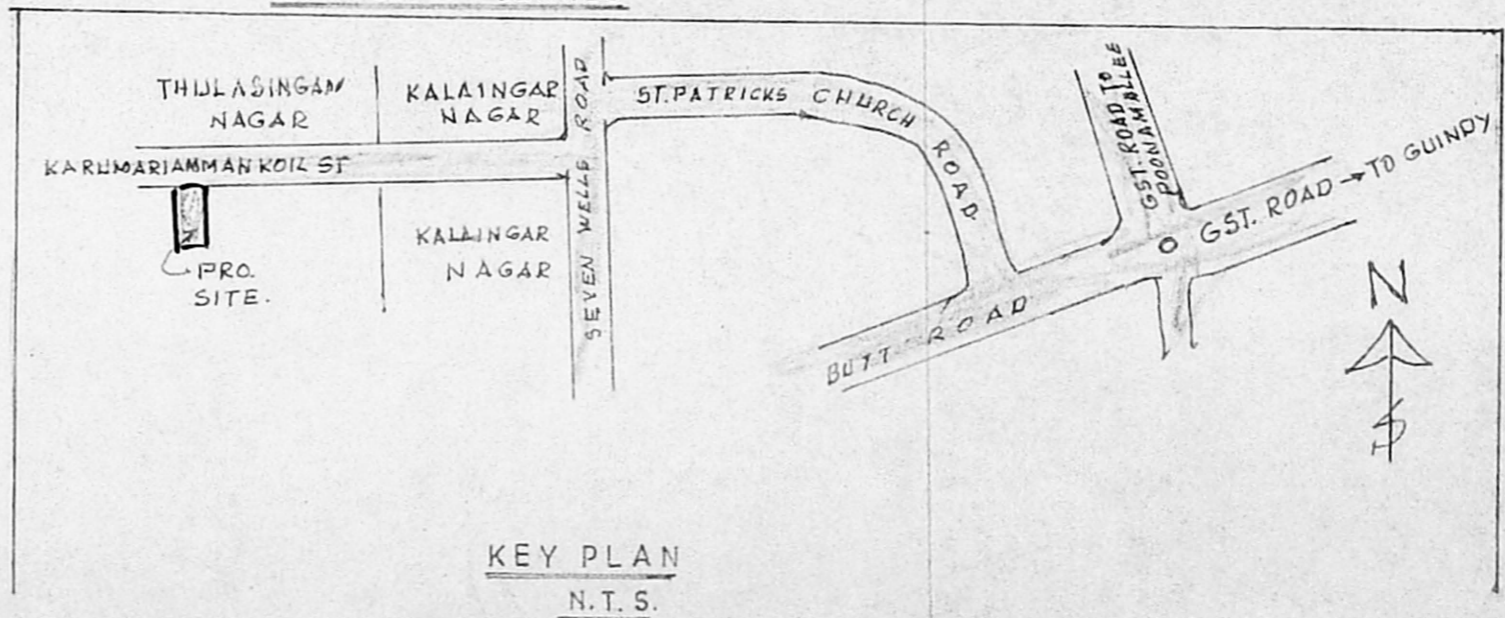 THULASINGAM
NAGAR
KALAINGAR
NAGAR
SEVEN WELLS ROAD
ST. PATRICKS CHURCH ROAD
GST. ROAD TO
POONAMALLEE
KARUMARIAMMAN KOIL ST
GST. ROAD → TO GUINDY
PRO.
SITE.
KALAINGAR
NAGAR
BUTT ROAD
N
S
KEY PLAN
N.T.S.